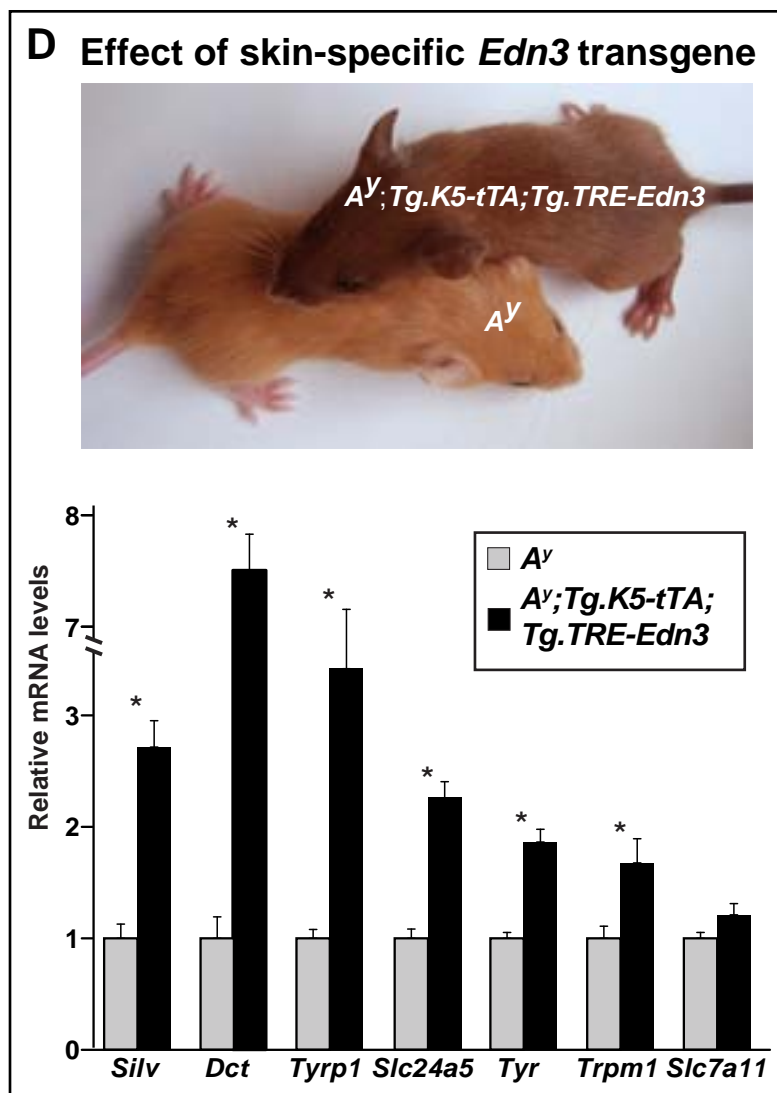 D Effect of skin-specific Edn3 transgene
Aʸ;Tg.K5-tTA;Tg.TRE-Edn3
Aʸ
Relative mRNA levels
8
7
3
2
1
0
* * * * * *
Aʸ
Aʸ;Tg.K5-tTA;
Tg.TRE-Edn3
Silv Dct Tyrp1 Slc24a5 Tyr Trpm1 Slc7a11